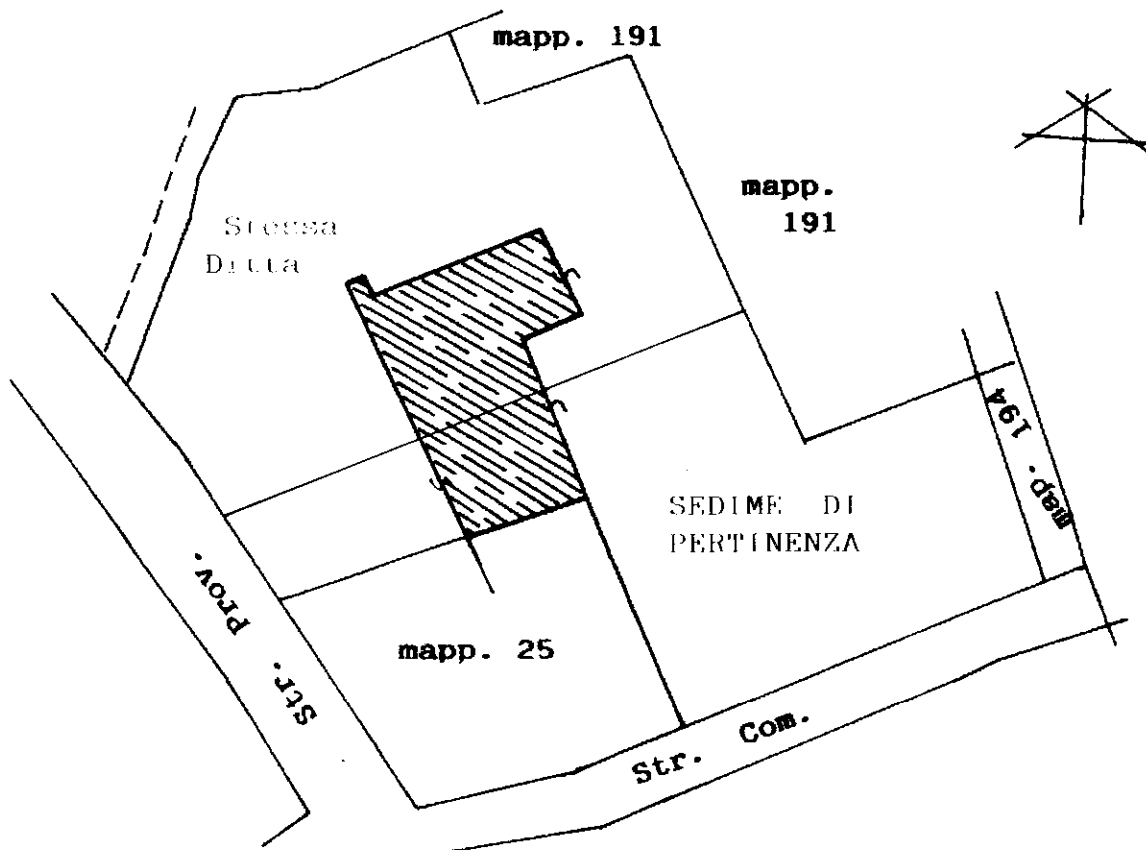 mapp. 191
mapp.
191
Stessa
Ditta
map. 194
SEDIME DI
PERTINENZA
Str. Prov.
mapp. 25
Str. Com.